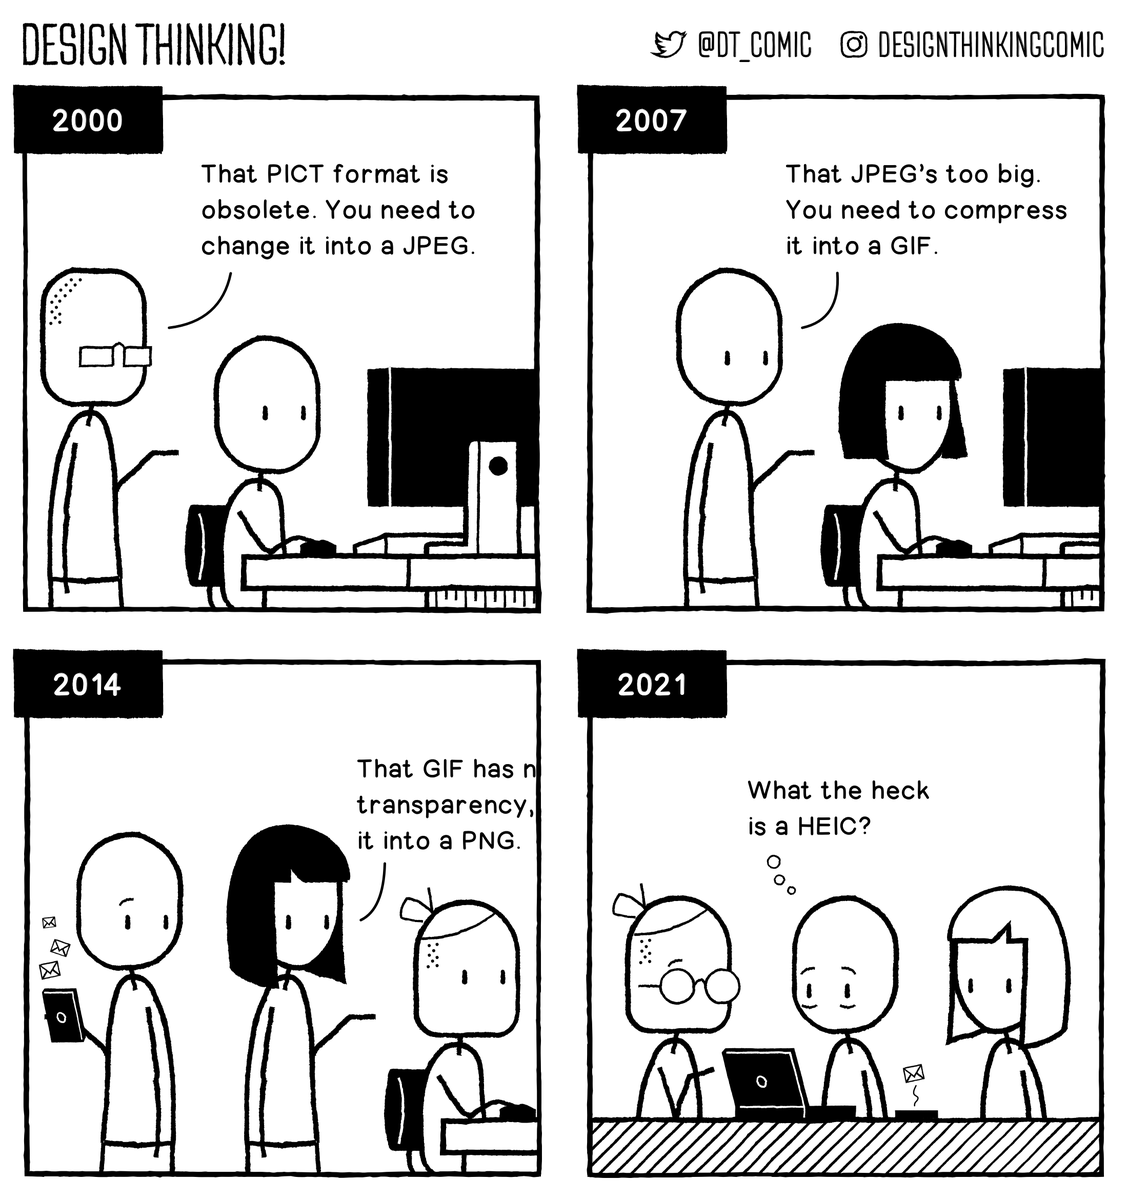 DESIGN THINKING!
@DT_COMIC
DESIGNTHINKINGCOMIC
2000
That PICT format is
obsolete. You need to
change it into a JPEG.
2007
That JPEG's too big.
You need to compress
it into a GIF.
2014
That GIF has n
transparency,
it into a PNG.
2021
What the heck
is a HEIC?